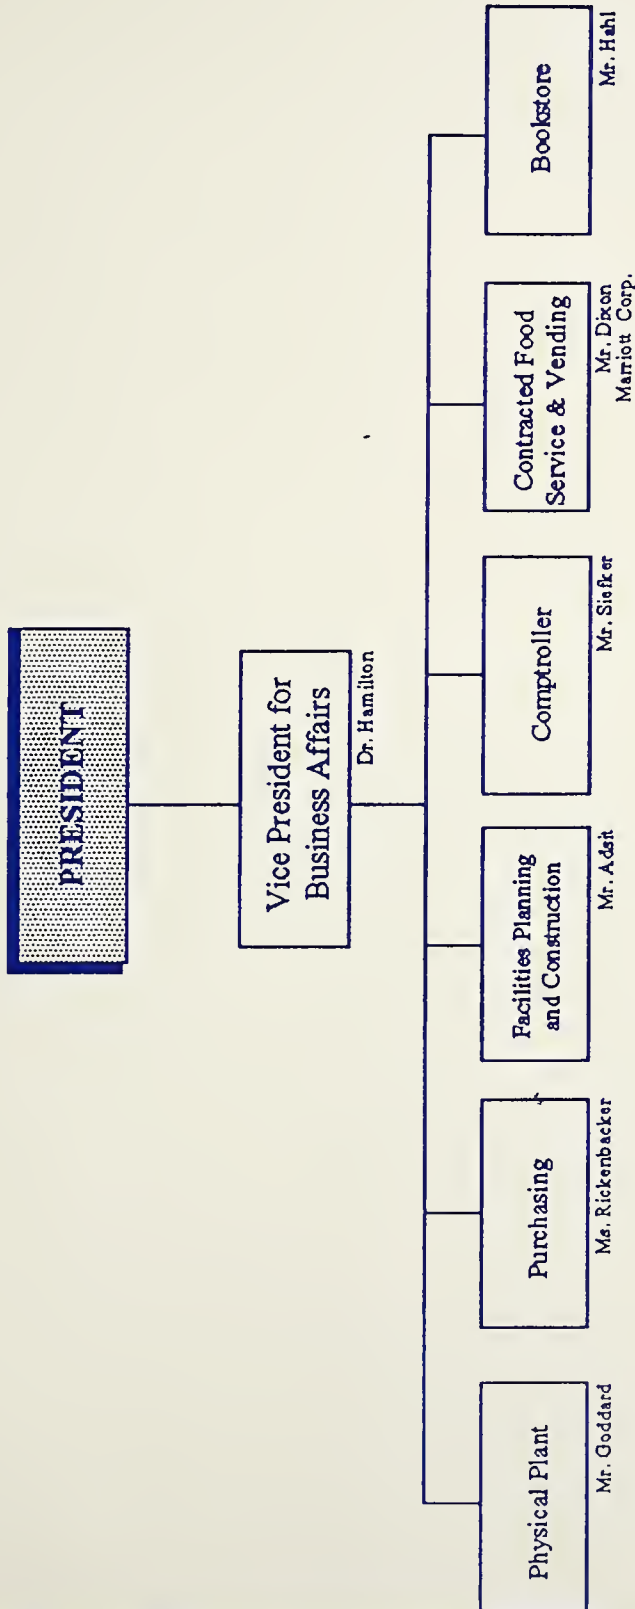 PRESIDENT
Vice President for
Business Affairs
Dr. Hamilton
Physical Plant
Mr. Goddard
Purchasing
Ms. Rickenbacker
Facilities Planning
and Construction
Mr. Adsit
Comptroller
Mr. Siefker
Contracted Food
Service & Vending
Mr. Dixon
Marriott Corp.
Bookstore
Mr. Hahl